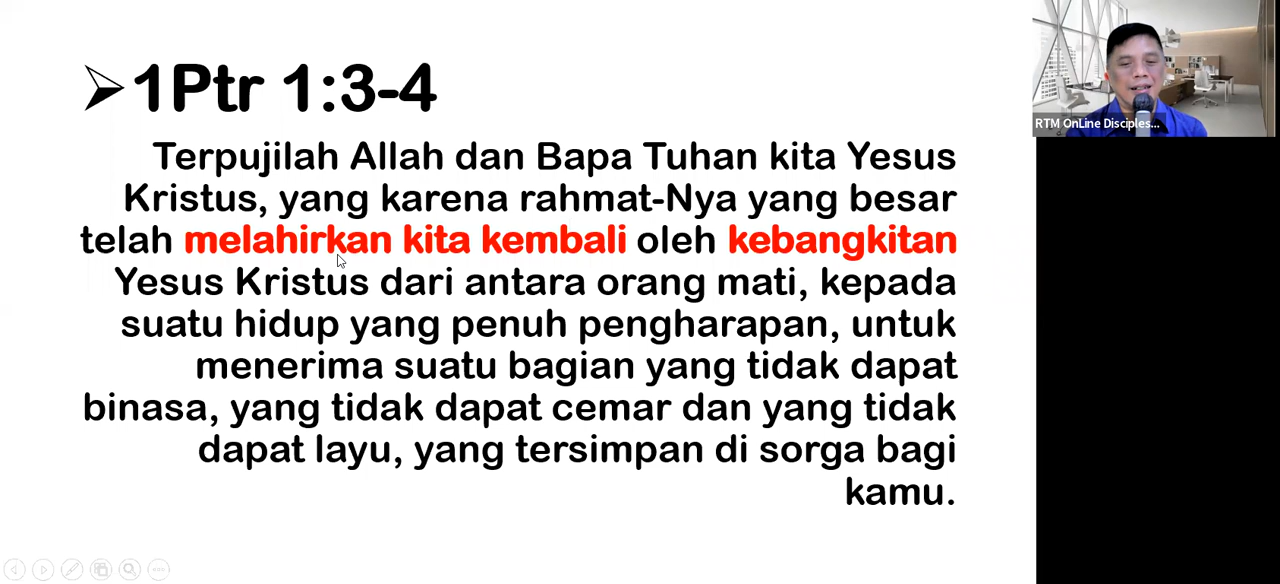 ➢1Ptr 1:3-4
Terpujilah Allah dan Bapa Tuhan kita Yesus
Kristus, yang karena rahmat-Nya yang besar
telah melahirkan kita kembali oleh kebangkitan
Yesus Kristus dari antara orang mati, kepada
suatu hidup yang penuh pengharapan, untuk
menerima suatu bagian yang tidak dapat
binasa, yang tidak dapat cemar dan yang tidak
dapat layu, yang tersimpan di sorga bagi
kamu.
RTM OnLine Disciples...